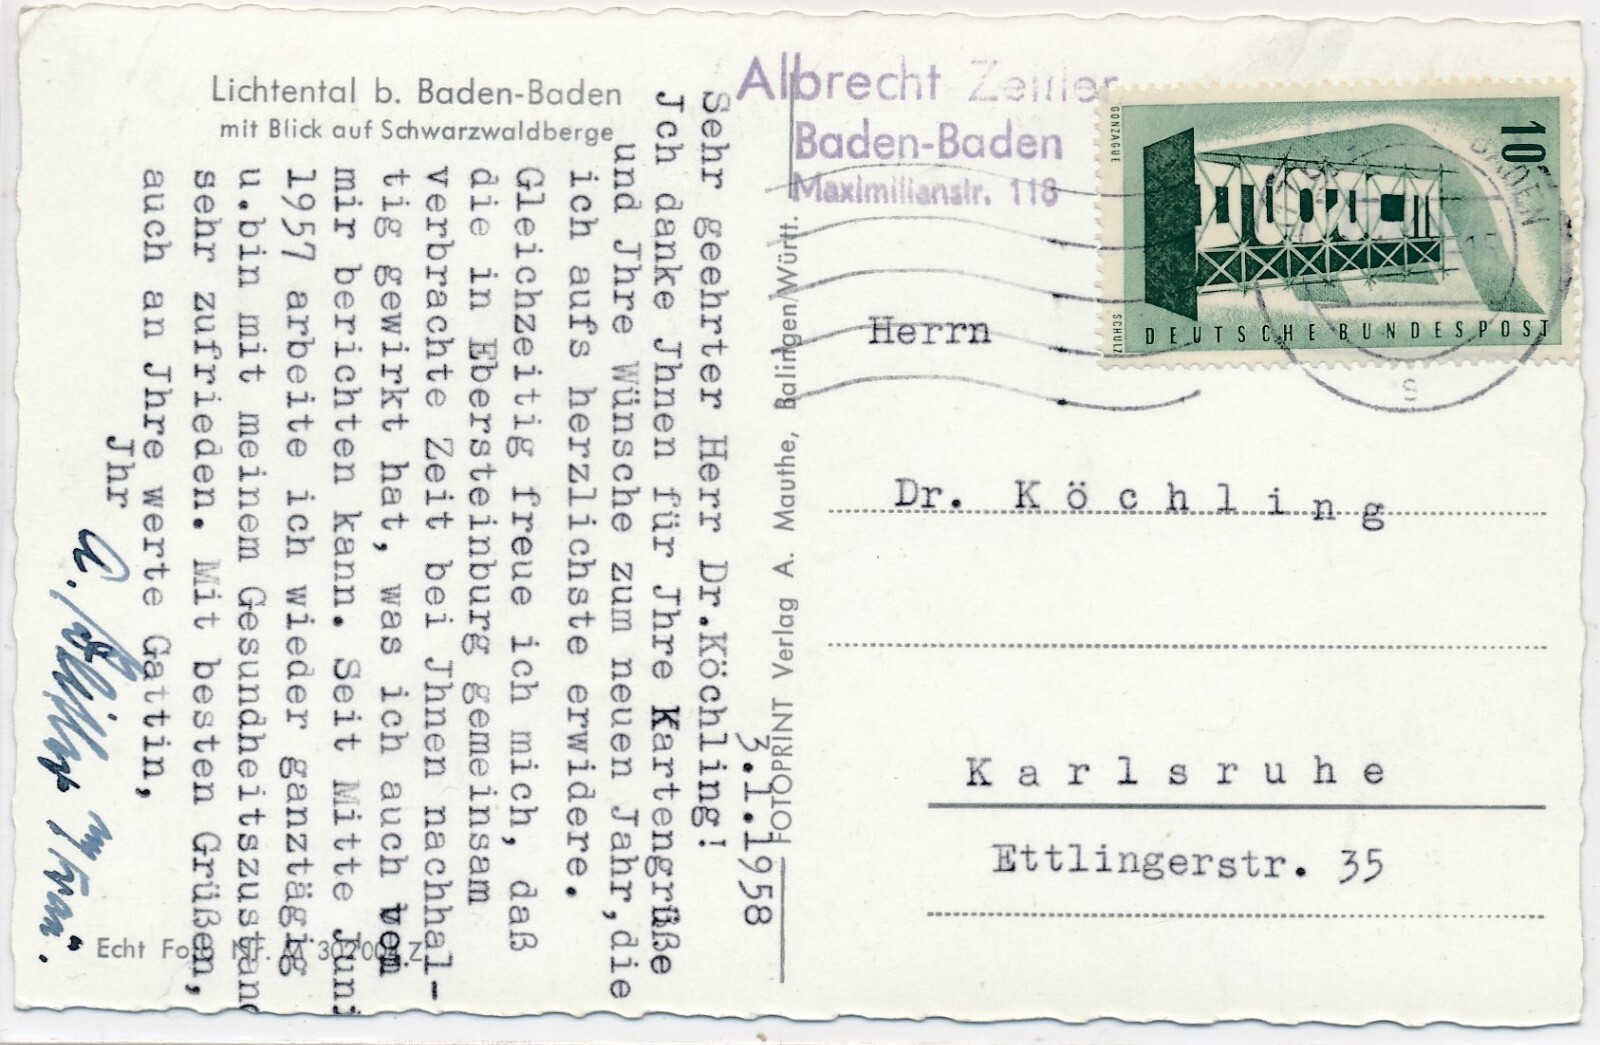 Lichtental b. Baden-Baden
mit Blick auf Schwarzwaldberge
Albrecht
Baden-Baden
Maximilianstr. 118
GONZAGUE
10
DEUTSCHE BUNDESPOST
SCHULZ
BADEN
15
s
3.1.1958
Sehr geehrter Herr Dr.Köchling!
Jch danke Jhnen für Jhre Kartengrüße
und Jhre Wünsche zum neuen Jahr,die
ich aufs herzlichste erwidere.
Gleichzeitig freue ich mich, daß
die in Ebersteinburg gemeinsam
verbrachte Zeit bei Jhnen nachhal-
tig gewirkt hat, was ich auch von
mir berichten kann. Seit Mitte Juni
1957 arbeite ich wieder ganztägig
u.bin mit meinem Gesundheitszustand
sehr zufrieden. Mit besten Grüßen,
auch an Jhre werte Gattin,
Jhr
A.
Herrn
Dr. Köchling
Karlsruhe
Ettlingerstr. 35
FOTOPRINT Verlag A. Mauthe, Balingen/Württ.
Echt Foto Nr.